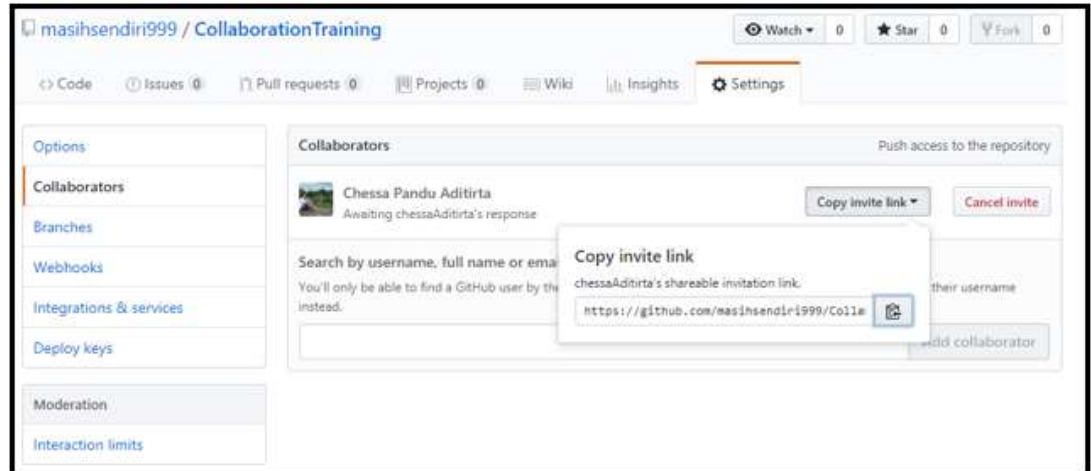 masihsendiri999 / CollaborationTraining
Watch 0 Star 0 Fork 0
Code Issues 0 Pull requests 0 Projects 0 Wiki Insights Settings
Options
Collaborators
Branches
Webhooks
Integrations & services
Deploy keys
Moderation
Interaction limits
Collaborators Push access to the repository
Chessa Pandu Aditirta
Awaiting chessaAditirta's response
Copy invite link Cancel invite
Search by username, full name or ema
You'll only be able to find a GitHub user by the their username
instead.
Copy invite link
chessaAditirta's shareable invitation link.
https://github.com/masihsendiri999/Colla
Add collaborator